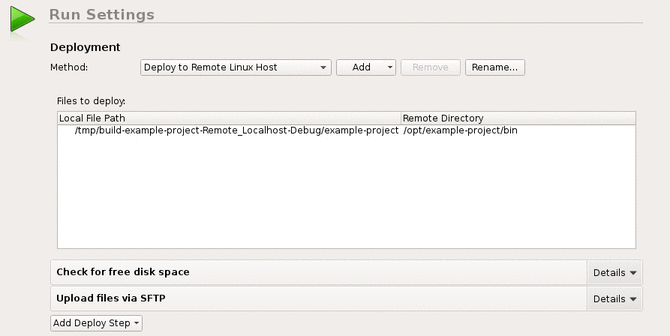 Run Settings
Deployment
Method: Deploy to Remote Linux Host Add Remove Rename...
Files to deploy:
Local File Path Remote Directory
/tmp/build-example-project-Remote_Localhost-Debug/example-project /opt/example-project/bin
Check for free disk space Details
Upload files via SFTP Details
Add Deploy Step